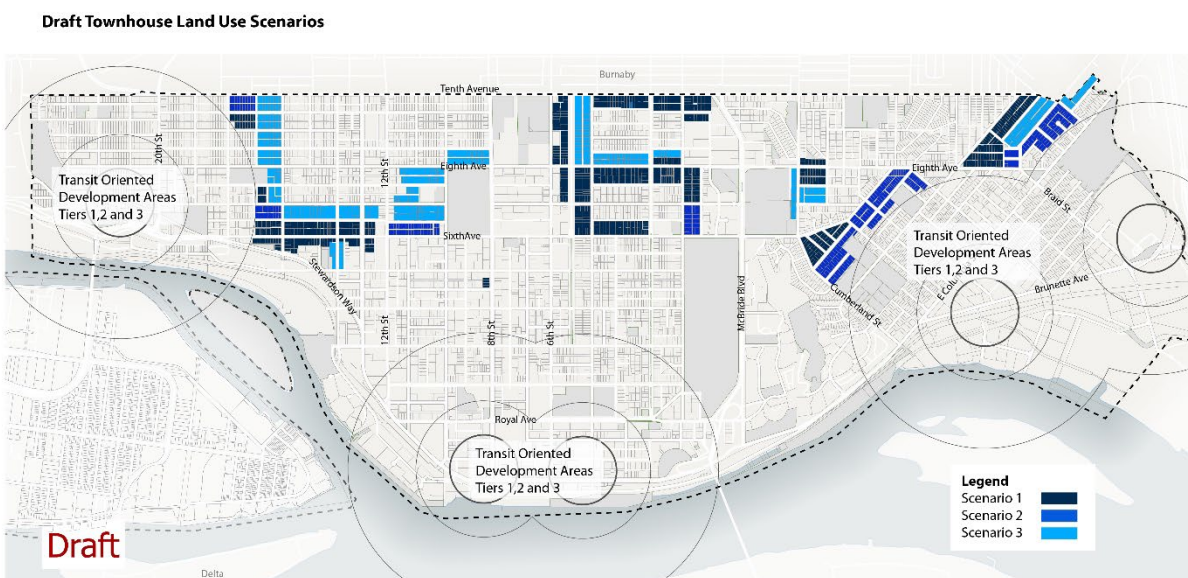 Draft Townhouse Land Use Scenarios
Burnaby
Tenth Avenue
20th St
12th St
Eighth Ave
Eighth Ave
Transit Oriented
Development Areas
Tiers 1,2 and 3
Braid St
SixthAve
Transit Oriented
Development Areas
Tiers 1,2 and 3
Stewardson Way
E Col
Brunette Ave
Cumberland St
McBride Blvd
12th St
8th St
6th St
Royal Ave
Transit Oriented
Development Areas
Tiers 1,2 and 3
Legend
Scenario 1
Scenario 2
Scenario 3
Draft
Delta